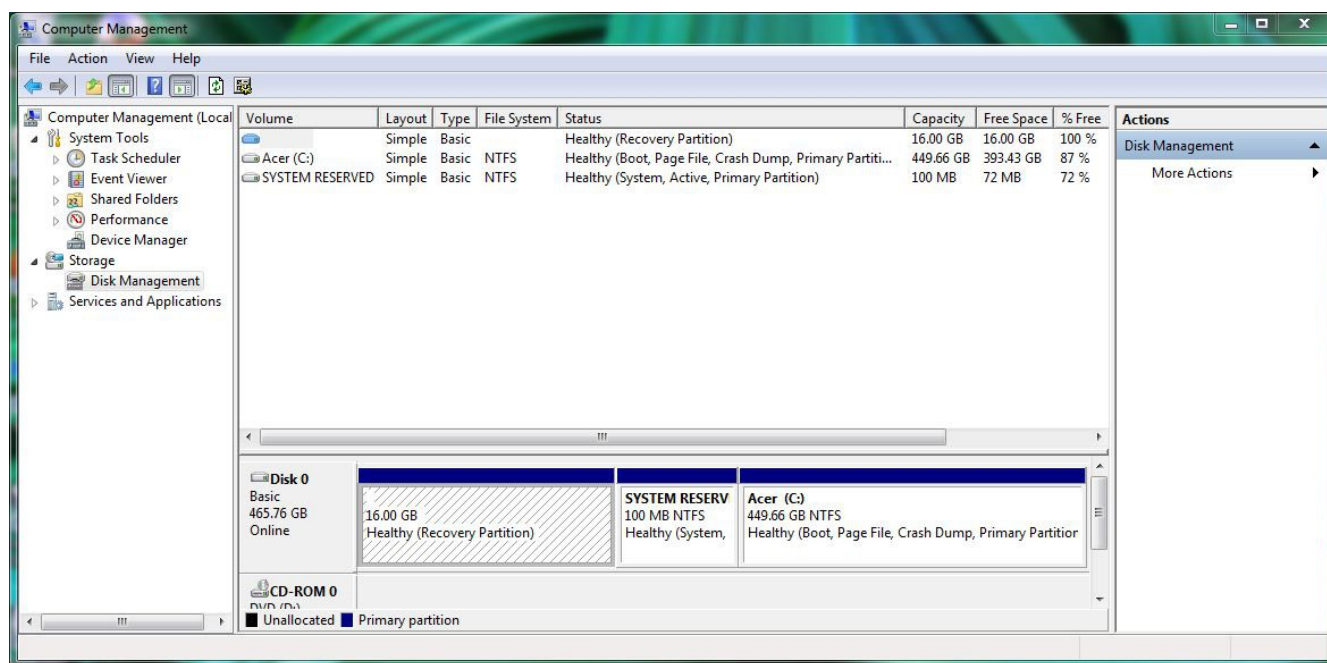 Computer Management
File Action View Help
Computer Management (Local
System Tools
Task Scheduler
Event Viewer
Shared Folders
Performance
Device Manager
Storage
Disk Management
Services and Applications
Volume Layout Type File System Status Capacity Free Space % Free
Simple Basic Healthy (Recovery Partition) 16.00 GB 16.00 GB 100 %
Acer (C:) Simple Basic NTFS Healthy (Boot, Page File, Crash Dump, Primary Partiti... 449.66 GB 393.43 GB 87 %
SYSTEM RESERVED Simple Basic NTFS Healthy (System, Active, Primary Partition) 100 MB 72 MB 72 %
Actions
Disk Management
More Actions
Disk 0
Basic
465.76 GB
Online
16.00 GB
Healthy (Recovery Partition)
SYSTEM RESERV
100 MB NTFS
Healthy (System,
Acer (C:)
449.66 GB NTFS
Healthy (Boot, Page File, Crash Dump, Primary Partition
CD-ROM 0
DVD (D:)
Unallocated Primary partition